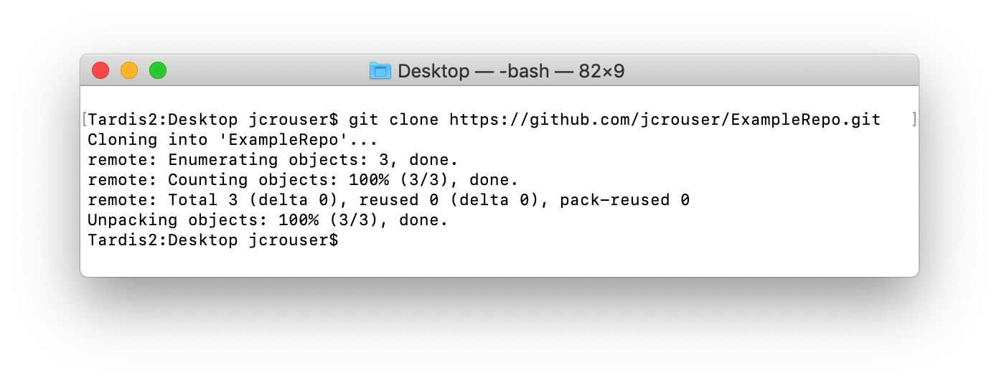 Desktop — -bash — 82×9
[Tardis2:Desktop jcrouser$ git clone https://github.com/jcrouser/ExampleRepo.git ]
Cloning into 'ExampleRepo'...
remote: Enumerating objects: 3, done.
remote: Counting objects: 100% (3/3), done.
remote: Total 3 (delta 0), reused 0 (delta 0), pack-reused 0
Unpacking objects: 100% (3/3), done.
Tardis2:Desktop jcrouser$